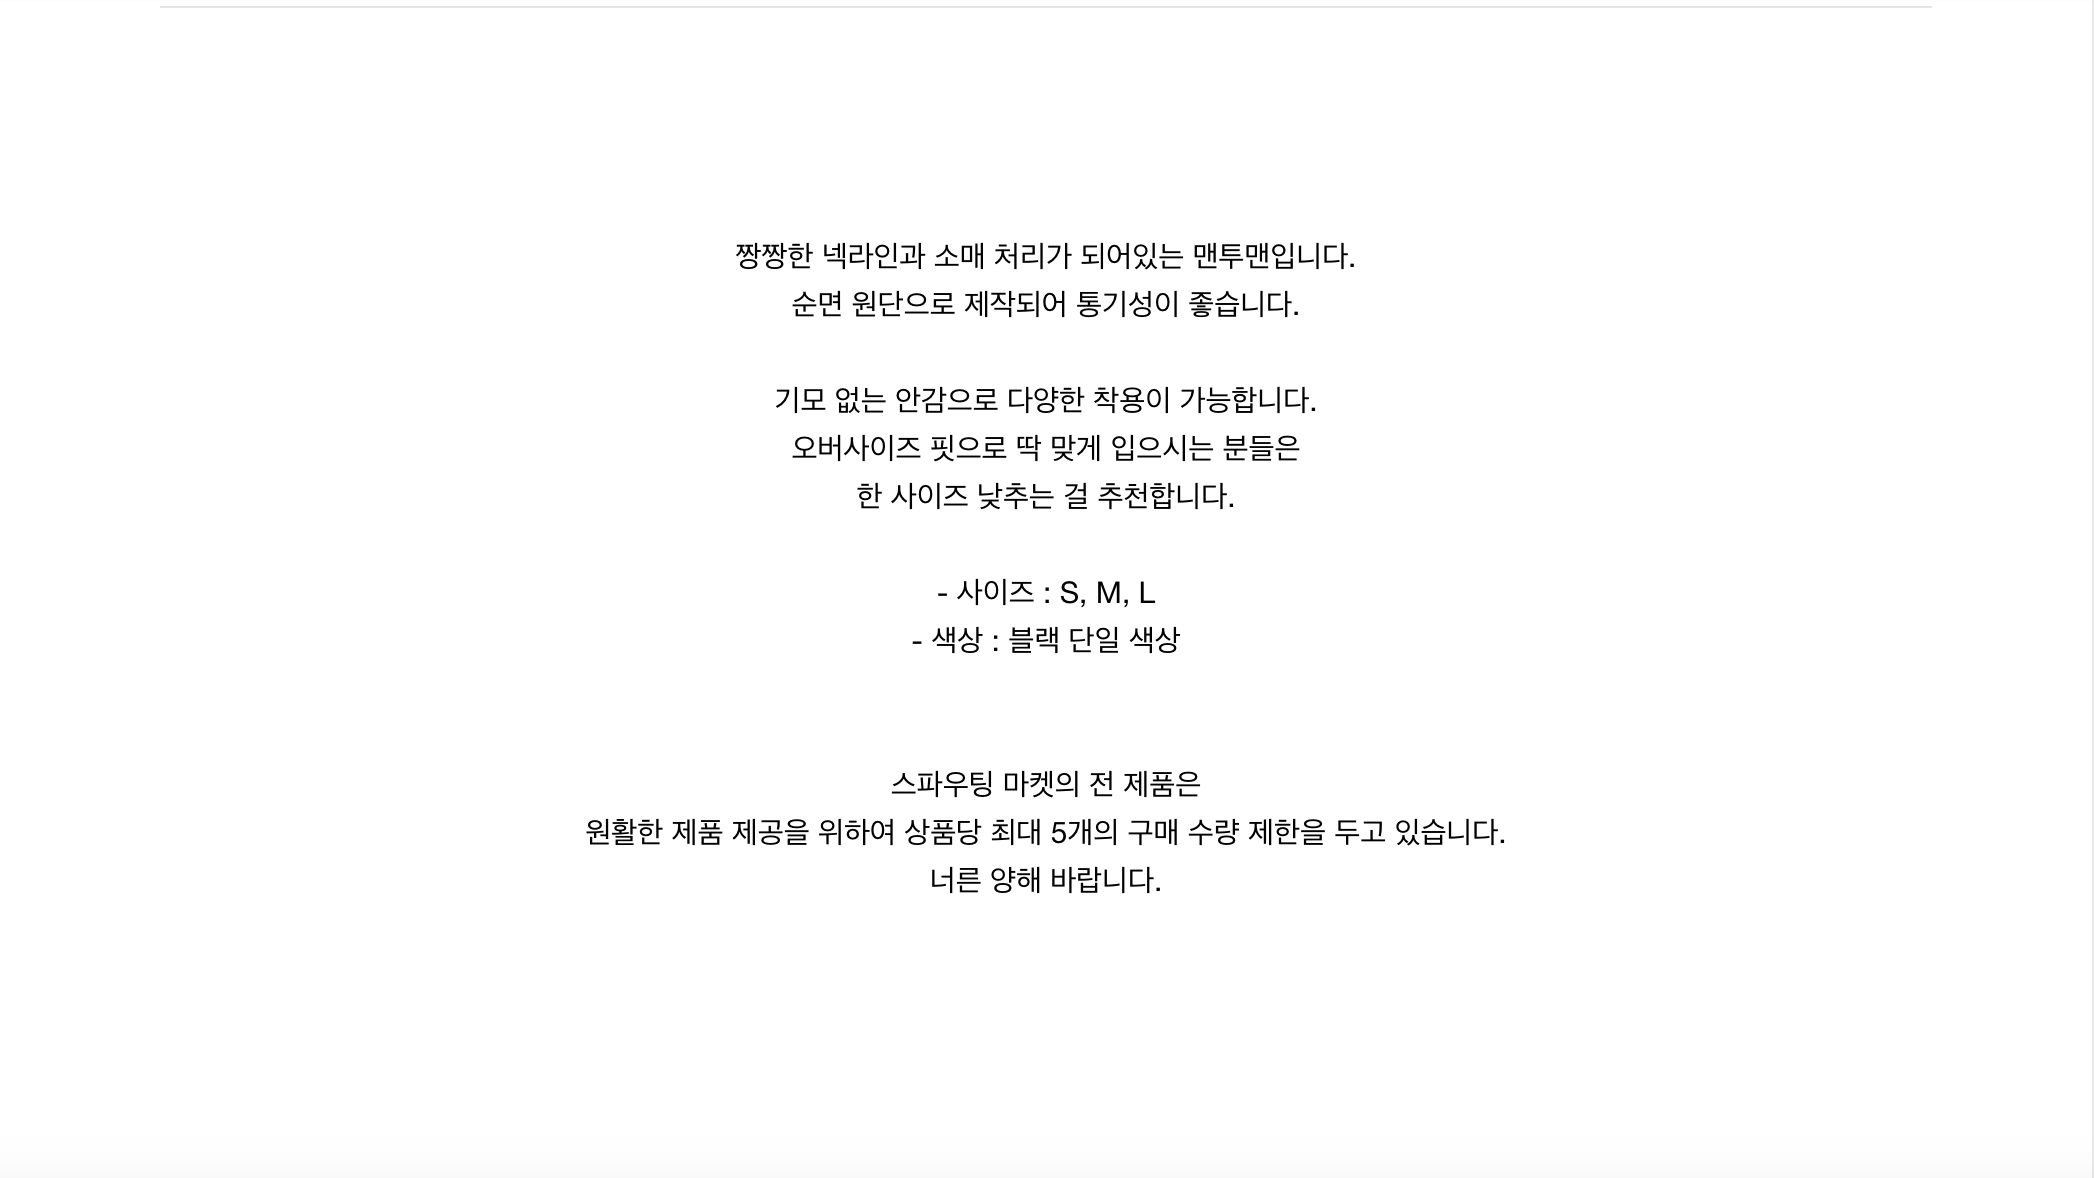 짱짱한 넥라인과 소매 처리가 되어있는 맨투맨입니다.
순면 원단으로 제작되어 통기성이 좋습니다.
기모 없는 안감으로 다양한 착용이 가능합니다.
오버사이즈 핏으로 딱 맞게 입으시는 분들은
한 사이즈 낮추는 걸 추천합니다.
- 사이즈 : S, M, L
- 색상 : 블랙 단일 색상
스파우팅 마켓의 전 제품은
원활한 제품 제공을 위하여 상품당 최대 5개의 구매 수량 제한을 두고 있습니다.
너른 양해 바랍니다.